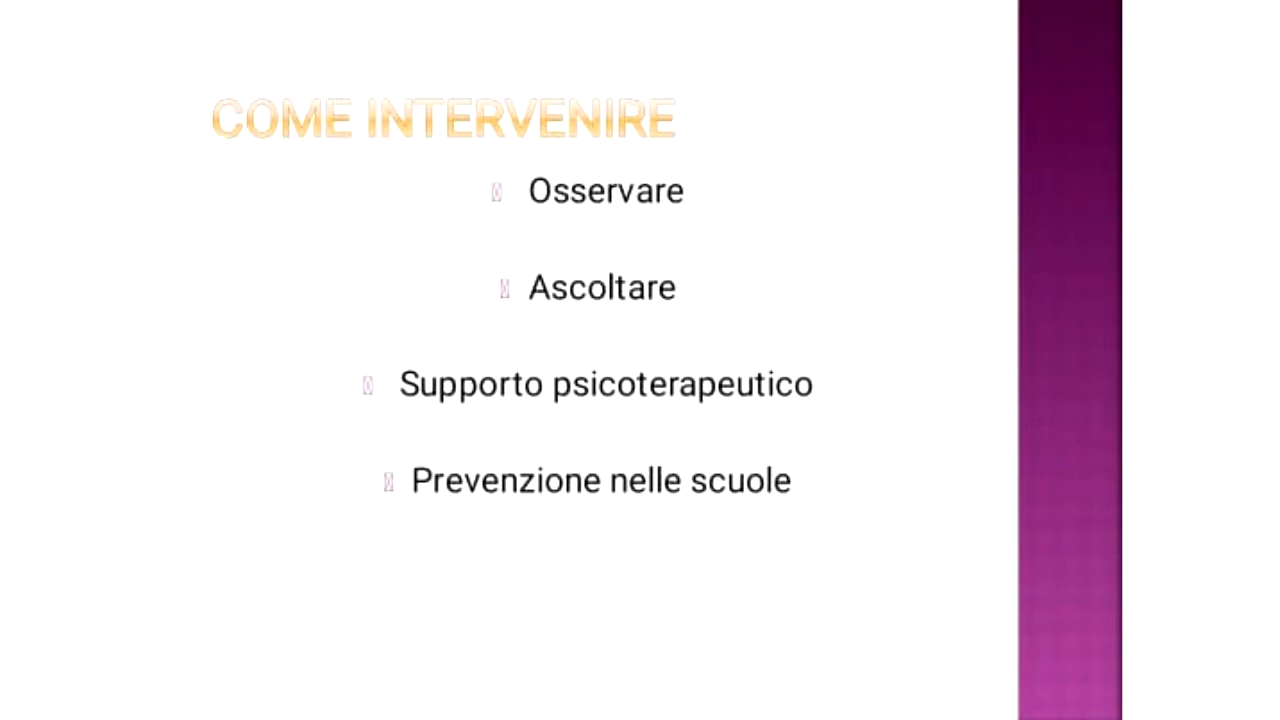 COME INTERVENIRE
Osservare
Ascoltare
Supporto psicoterapeutico
Prevenzione nelle scuole